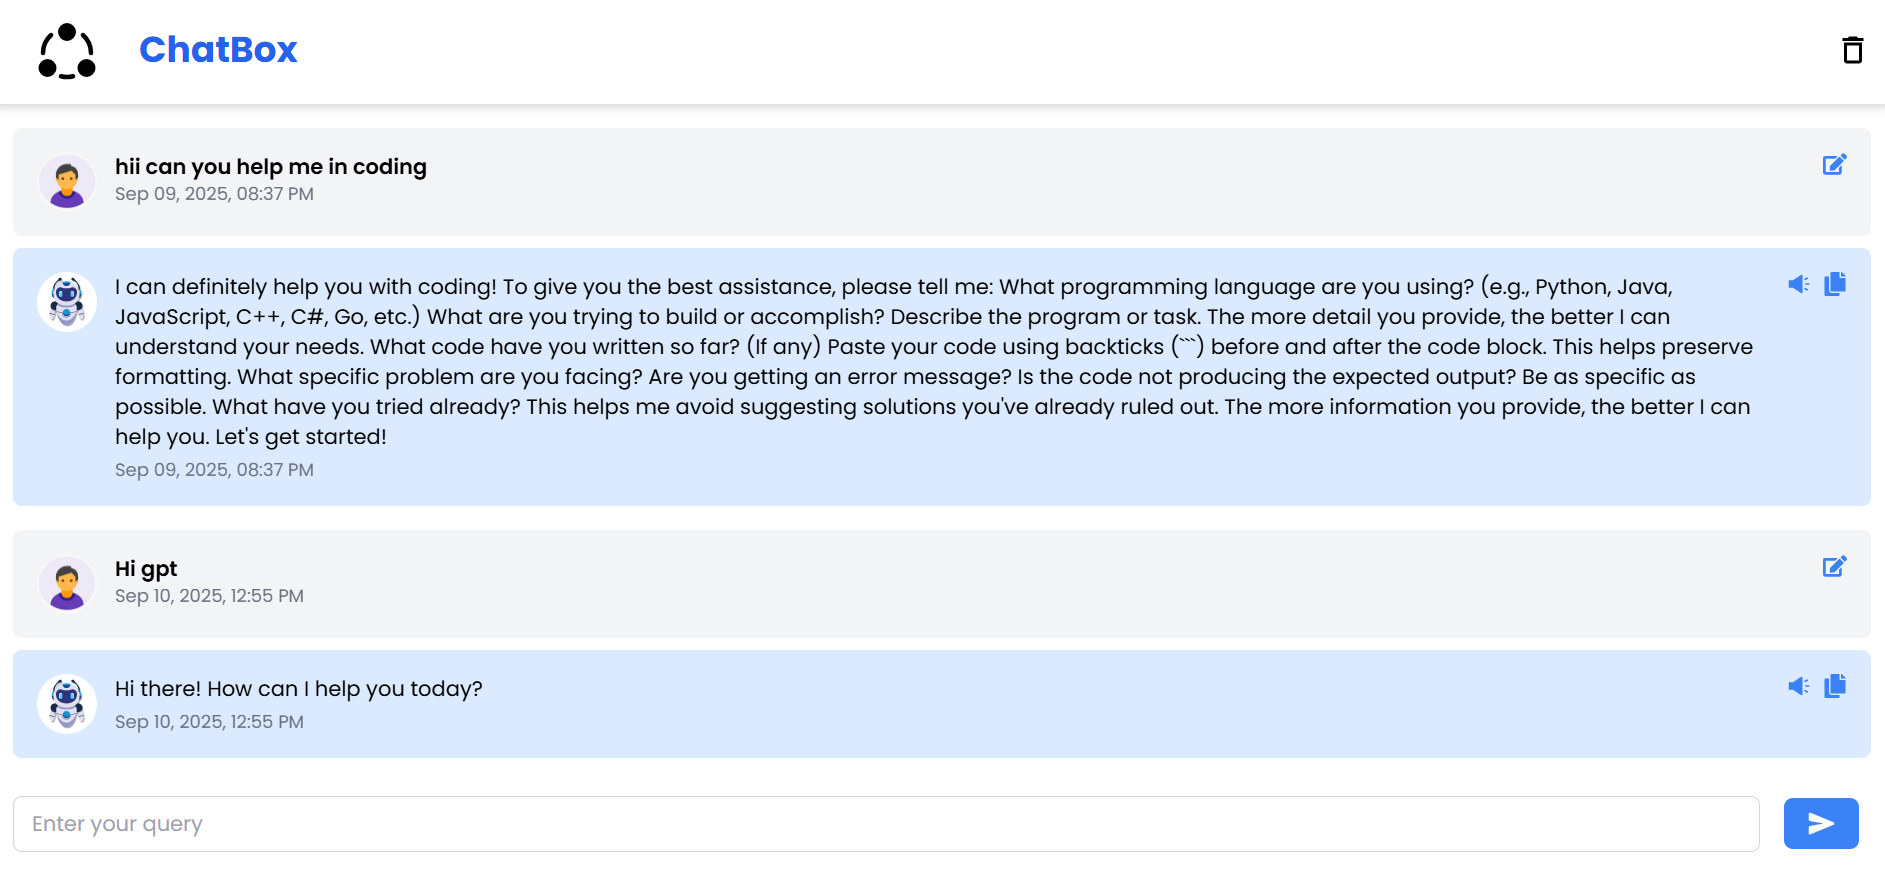 ChatBox
hii can you help me in coding
Sep 09, 2025, 08:37 PM
I can definitely help you with coding! To give you the best assistance, please tell me: What programming language are you using? (e.g., Python, Java,
JavaScript, C++, C#, Go, etc.) What are you trying to build or accomplish? Describe the program or task. The more detail you provide, the better I can
understand your needs. What code have you written so far? (If any) Paste your code using backticks (```) before and after the code block. This helps preserve
formatting. What specific problem are you facing? Are you getting an error message? Is the code not producing the expected output? Be as specific as
possible. What have you tried already? This helps me avoid suggesting solutions you've already ruled out. The more information you provide, the better I can
help you. Let's get started!
Sep 09, 2025, 08:37 PM
Hi gpt
Sep 10, 2025, 12:55 PM
Hi there! How can I help you today?
Sep 10, 2025, 12:55 PM
Enter your query